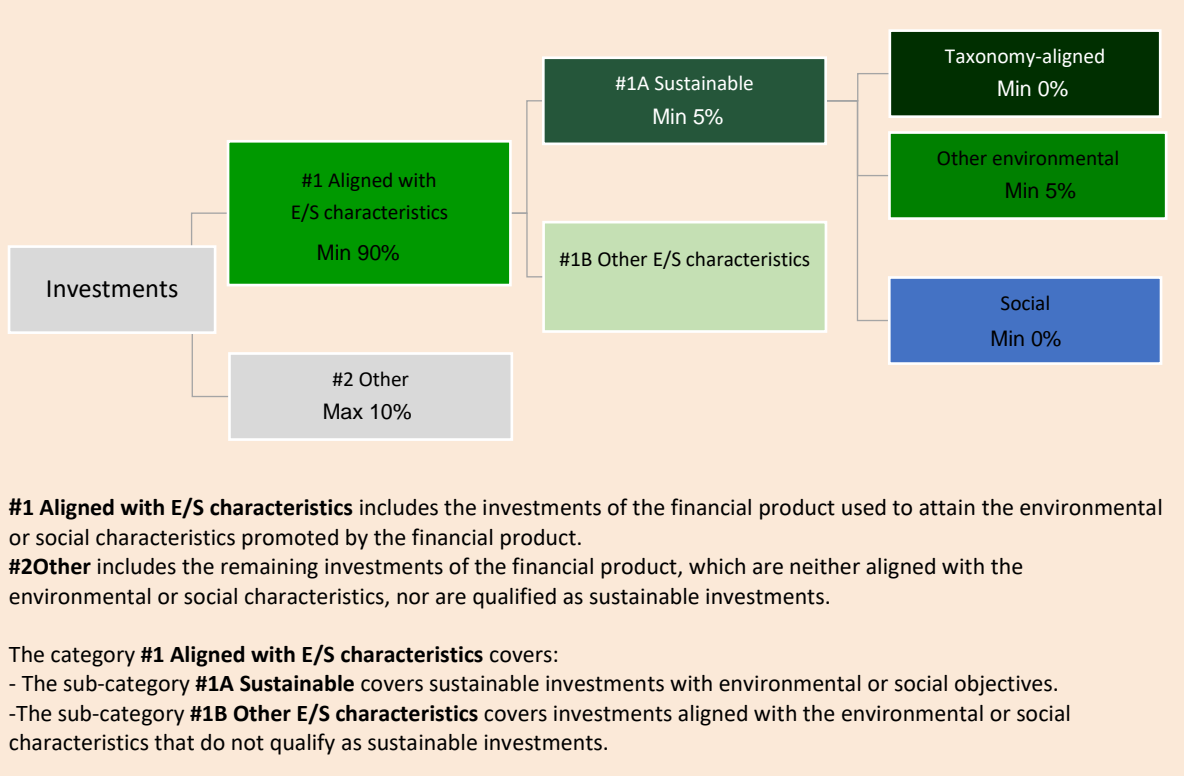 Investments
#1 Aligned with
E/S characteristics
Min 90%
#2 Other
Max 10%
#1A Sustainable
Min 5%
#1B Other E/S characteristics
Taxonomy-aligned
Min 0%
Other environmental
Min 5%
Social
Min 0%
#1 Aligned with E/S characteristics includes the investments of the financial product used to attain the environmental
or social characteristics promoted by the financial product.
#2Other includes the remaining investments of the financial product, which are neither aligned with the
environmental or social characteristics, nor are qualified as sustainable investments.
The category #1 Aligned with E/S characteristics covers:
- The sub-category #1A Sustainable covers sustainable investments with environmental or social objectives.
-The sub-category #1B Other E/S characteristics covers investments aligned with the environmental or social
characteristics that do not qualify as sustainable investments.